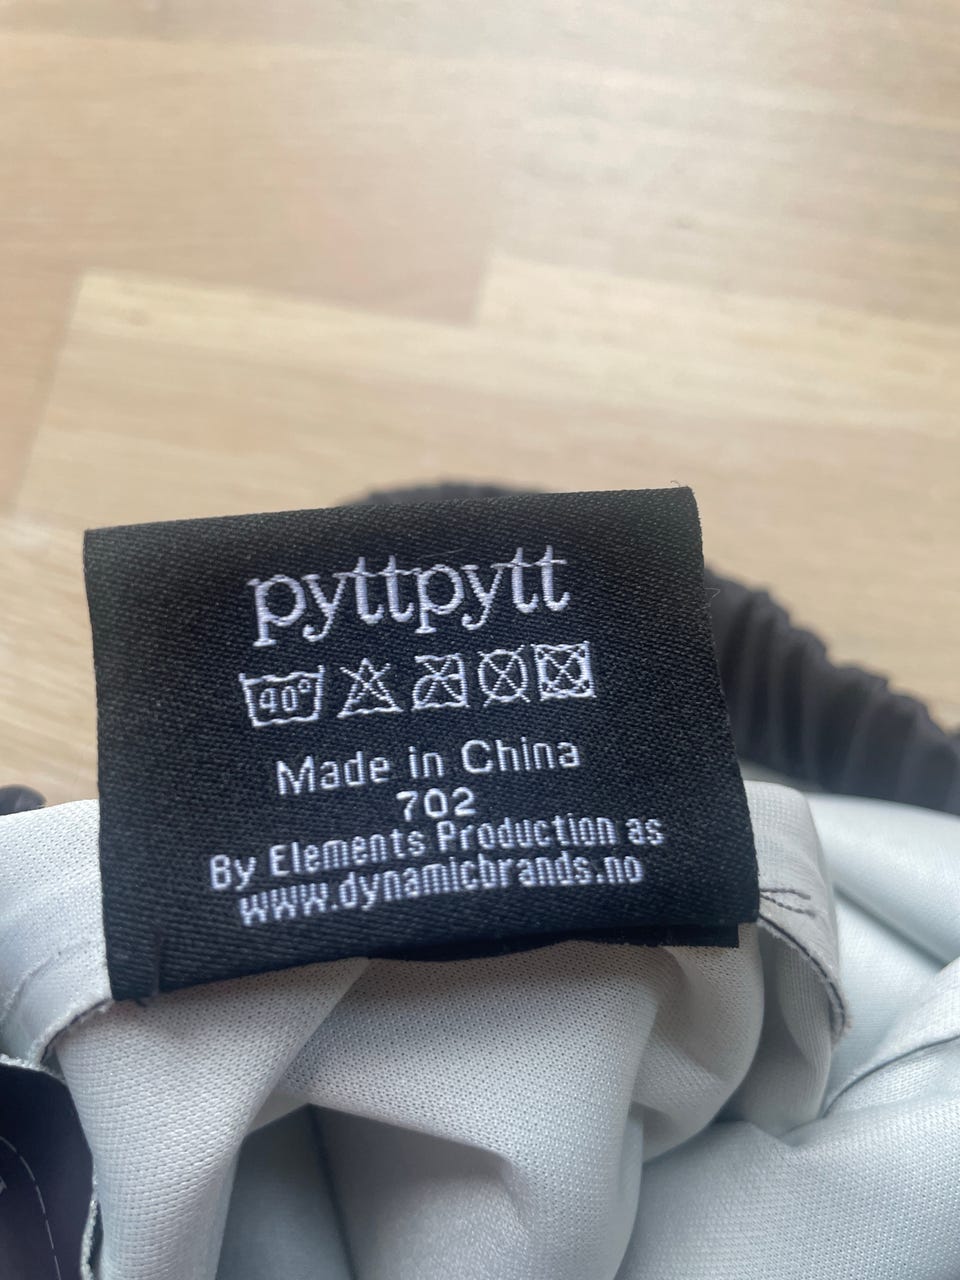 pyttpytt
40°
Made in China
702
By Elements Production as
www.dynamicbrands.no